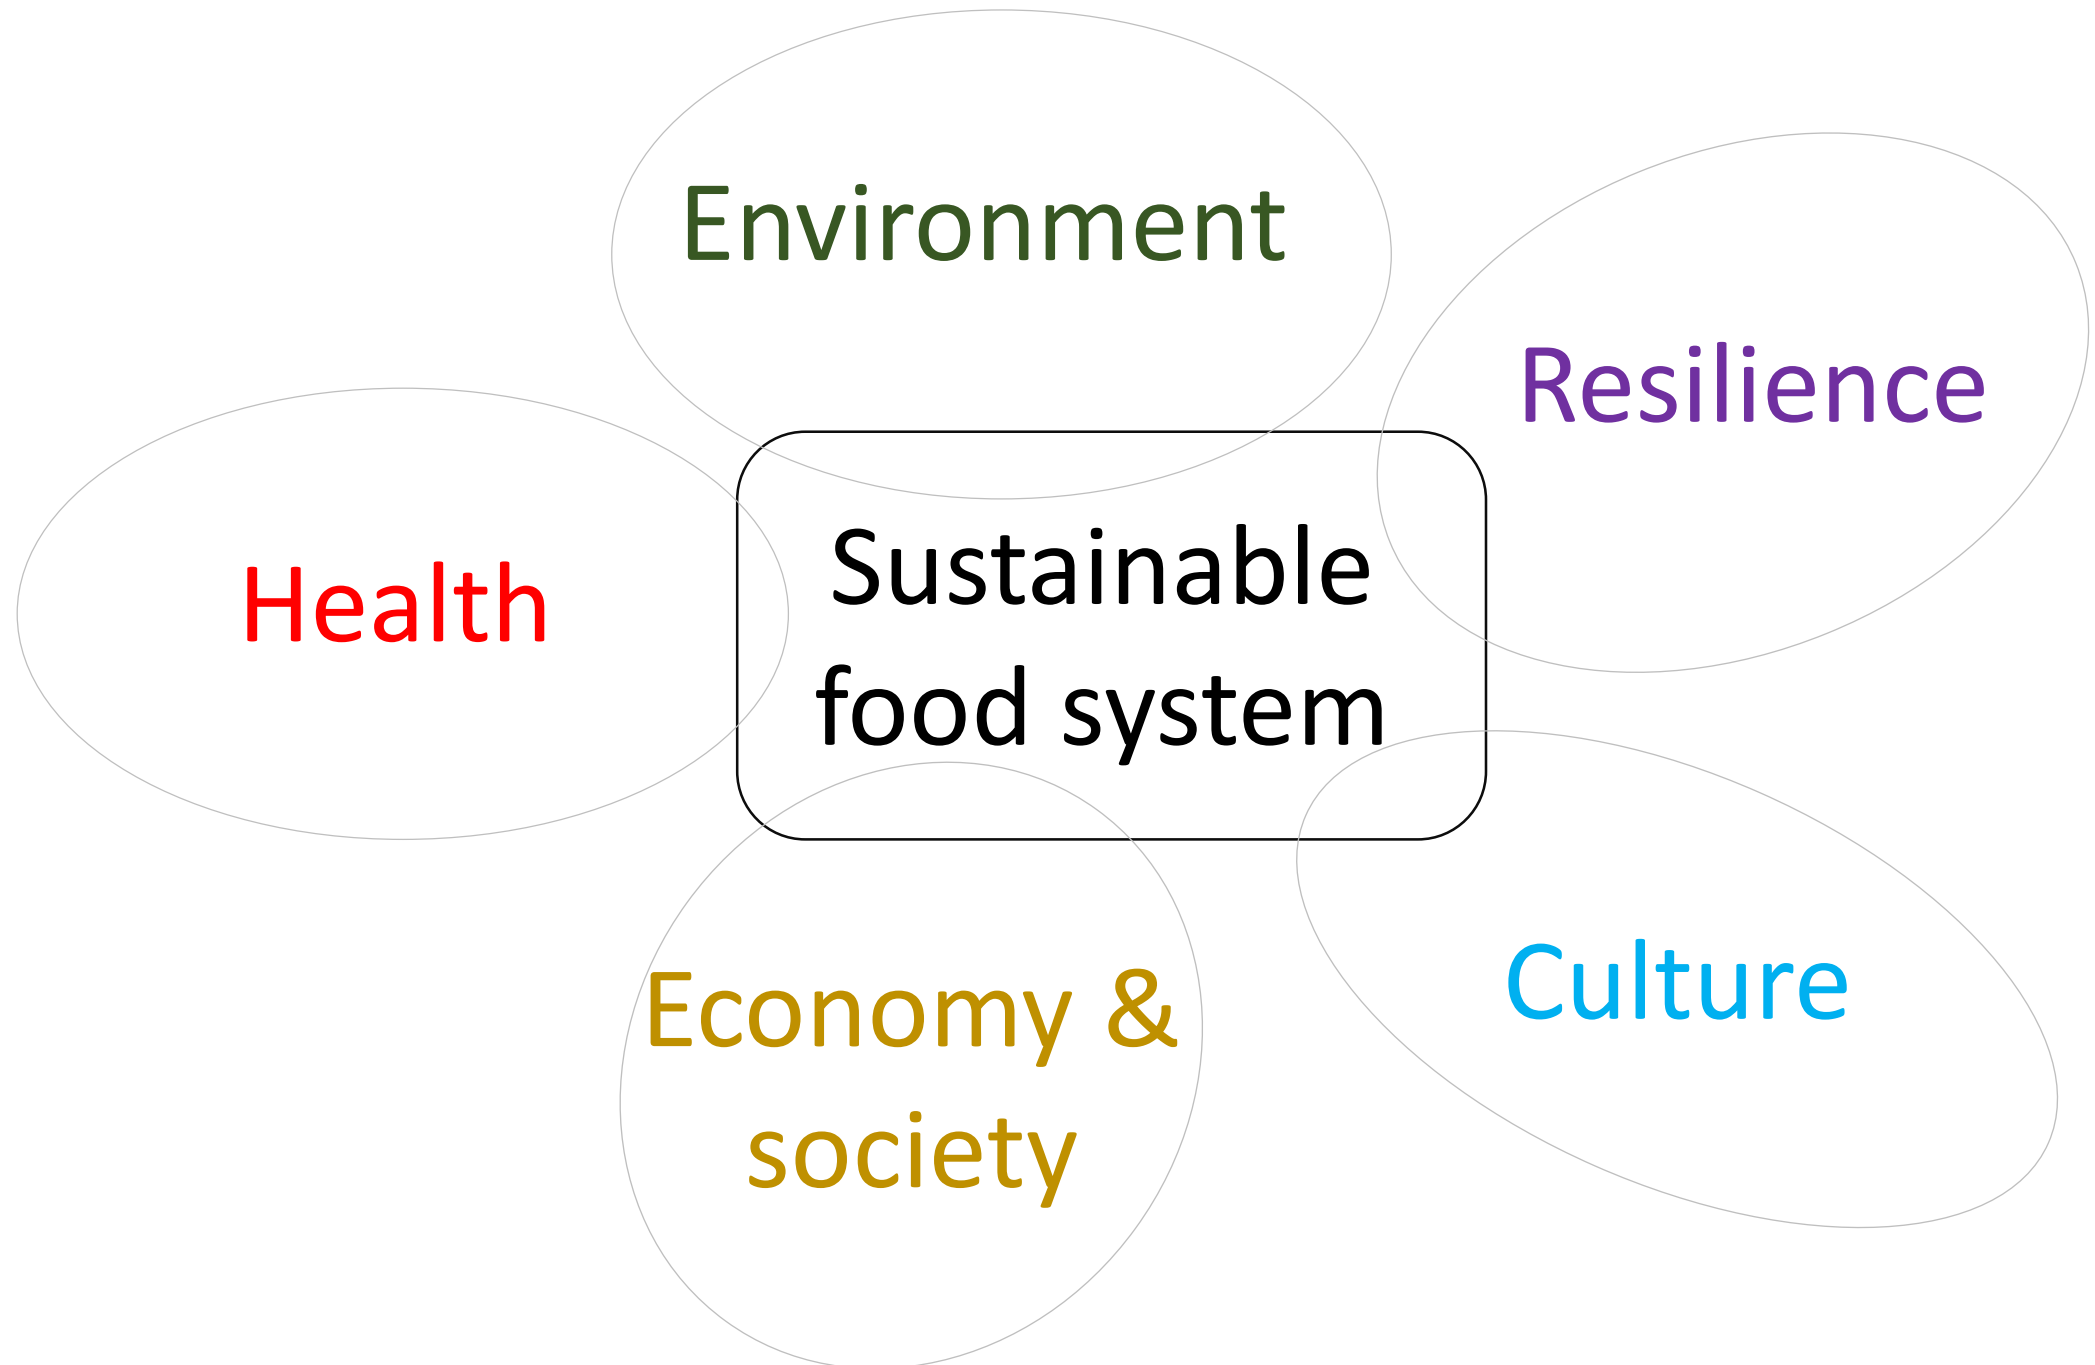 Environment
Resilience
Health
Sustainable
food system
Economy &
society
Culture